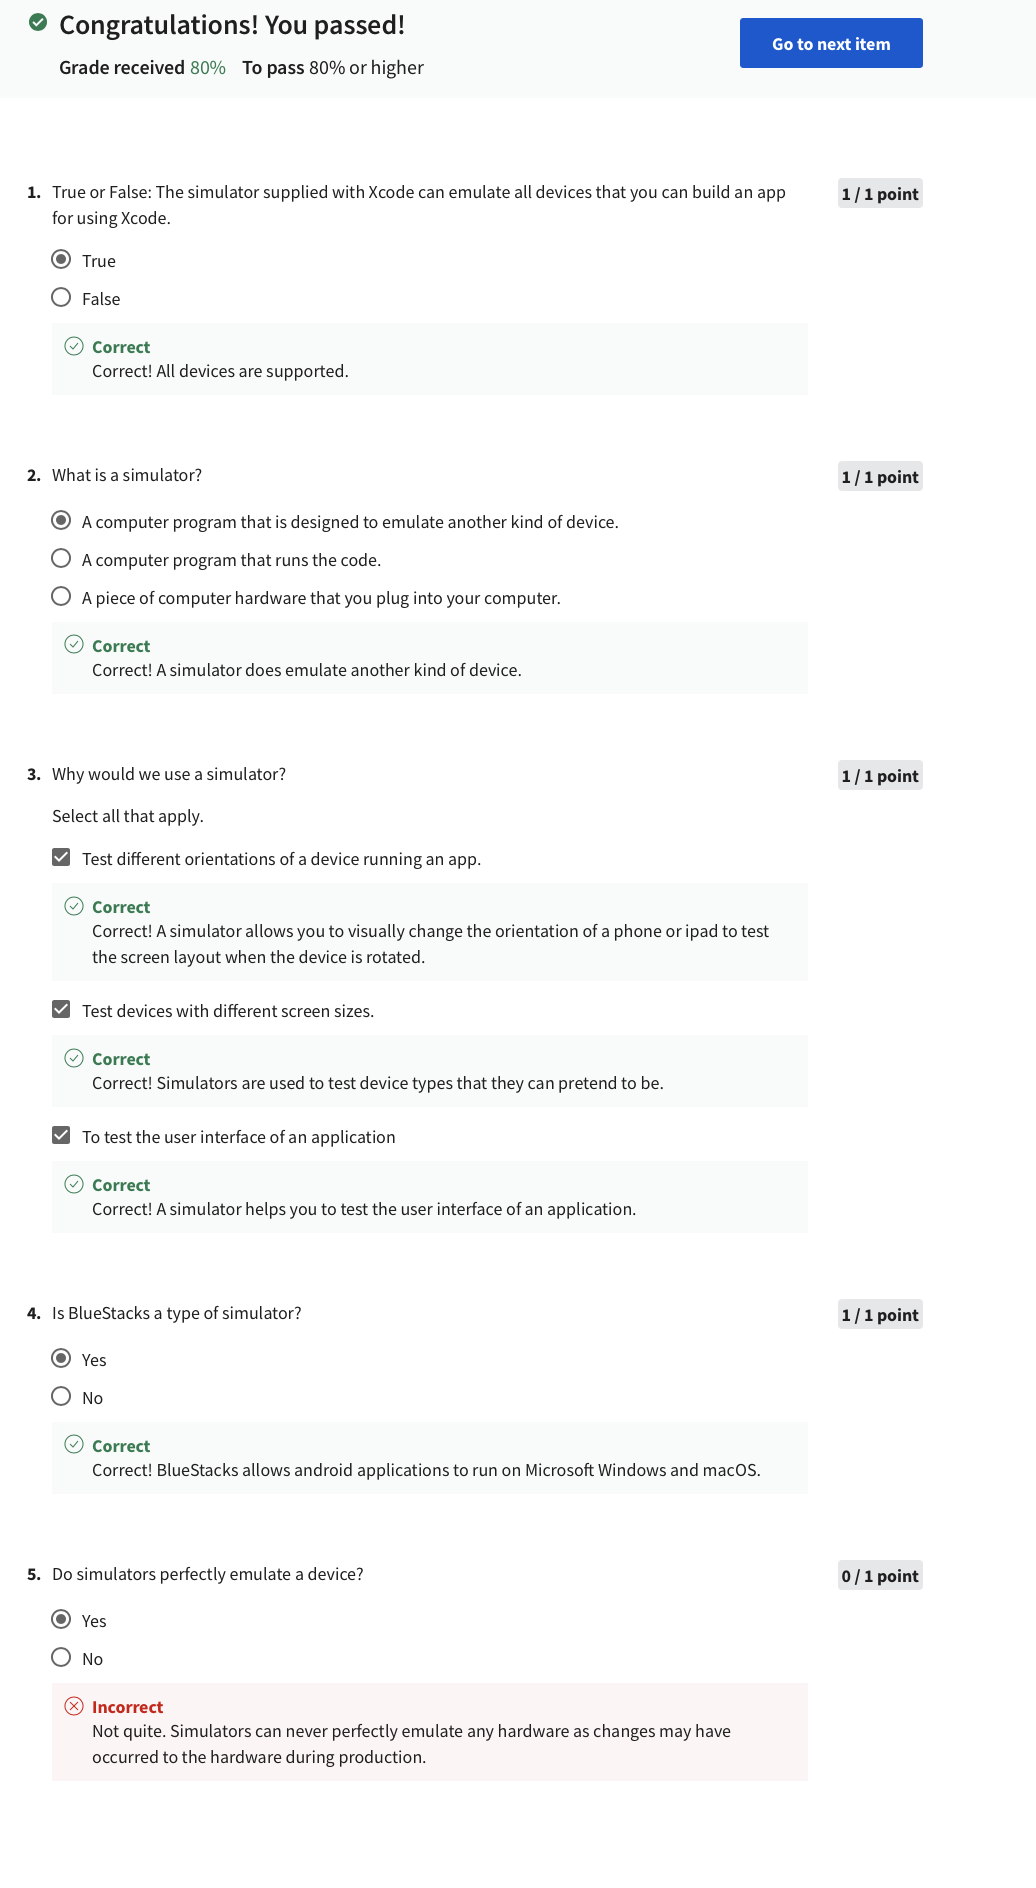 Congratulations! You passed!
Grade received 80% To pass 80% or higher
Go to next item
1. True or False: The simulator supplied with Xcode can emulate all devices that you can build an app
for using Xcode.
1 / 1 point
True
False
Correct
Correct! All devices are supported.
2. What is a simulator?
1 / 1 point
A computer program that is designed to emulate another kind of device.
A computer program that runs the code.
A piece of computer hardware that you plug into your computer.
Correct
Correct! A simulator does emulate another kind of device.
3. Why would we use a simulator?
1 / 1 point
Select all that apply.
Test different orientations of a device running an app.
Correct
Correct! A simulator allows you to visually change the orientation of a phone or ipad to test
the screen layout when the device is rotated.
Test devices with different screen sizes.
Correct
Correct! Simulators are used to test device types that they can pretend to be.
To test the user interface of an application
Correct
Correct! A simulator helps you to test the user interface of an application.
4. Is BlueStacks a type of simulator?
1 / 1 point
Yes
No
Correct
Correct! BlueStacks allows android applications to run on Microsoft Windows and macOS.
5. Do simulators perfectly emulate a device?
0 / 1 point
Yes
No
Incorrect
Not quite. Simulators can never perfectly emulate any hardware as changes may have
occurred to the hardware during production.